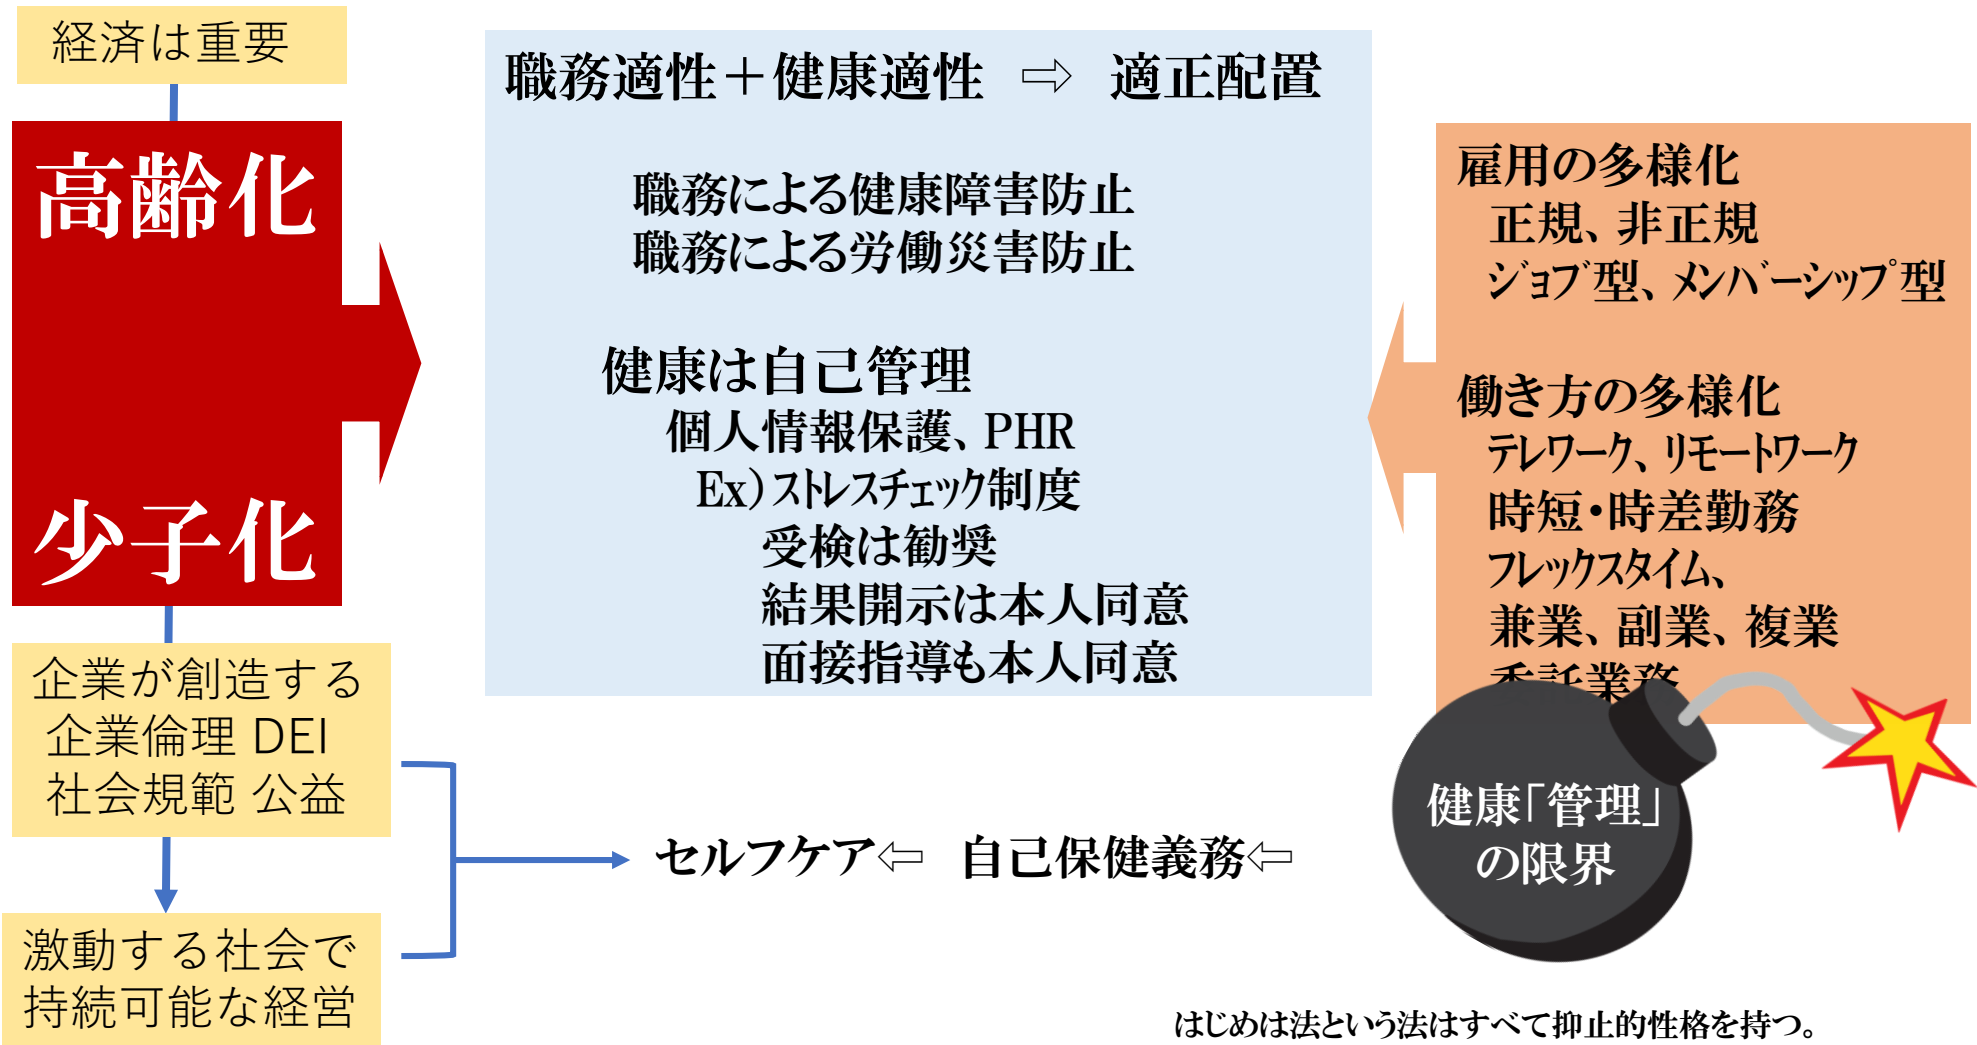 経済は重要
高齢化
少子化
企業が創造する
企業倫理 DEI
社会規範 公益
激動する社会で
持続可能な経営
職務適性＋健康適性 ⇨ 適正配置
職務による健康障害防止
職務による労働災害防止
健康は自己管理
個人情報保護、PHR
Ex）ストレスチェック制度
受検は勧奨
結果開示は本人同意
面接指導も本人同意
雇用の多様化
正規、非正規
ｼﾞｮﾌﾞ型、ﾒﾝﾊﾞｰｼｯﾌﾟ型
働き方の多様化
ﾃﾚﾜｰｸ、ﾘﾓｰﾄﾜｰｸ
時短・時差勤務
ﾌﾚｯｸｽﾀｲﾑ、
兼業、副業、複業
委託業務
健康「管理」
の限界
セルフケア⇦ 自己保健義務⇦
はじめは法という法はすべて抑止的性格を持つ。